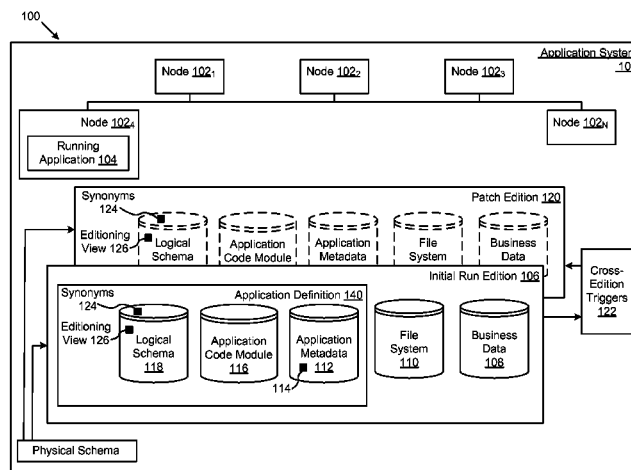 100
Application System
10
Node 102₁
Node 102₂
Node 102₃
Node 102₄
Running
Application 104
Node 102N
Patch Edition 120
Synonyms
124
Editioning
View 126
Logical
Schema
Application
Code Module
Application
Metadata
File
System
Business
Data
Initial Run Edition 106
Cross-
Edition
Triggers
122
Application Definition 140
Synonyms
124
Editioning
View 126
Logical
Schema
118
Application
Code Module
116
Application
Metadata
112
114
File
System
110
Business
Data
108
Physical Schema